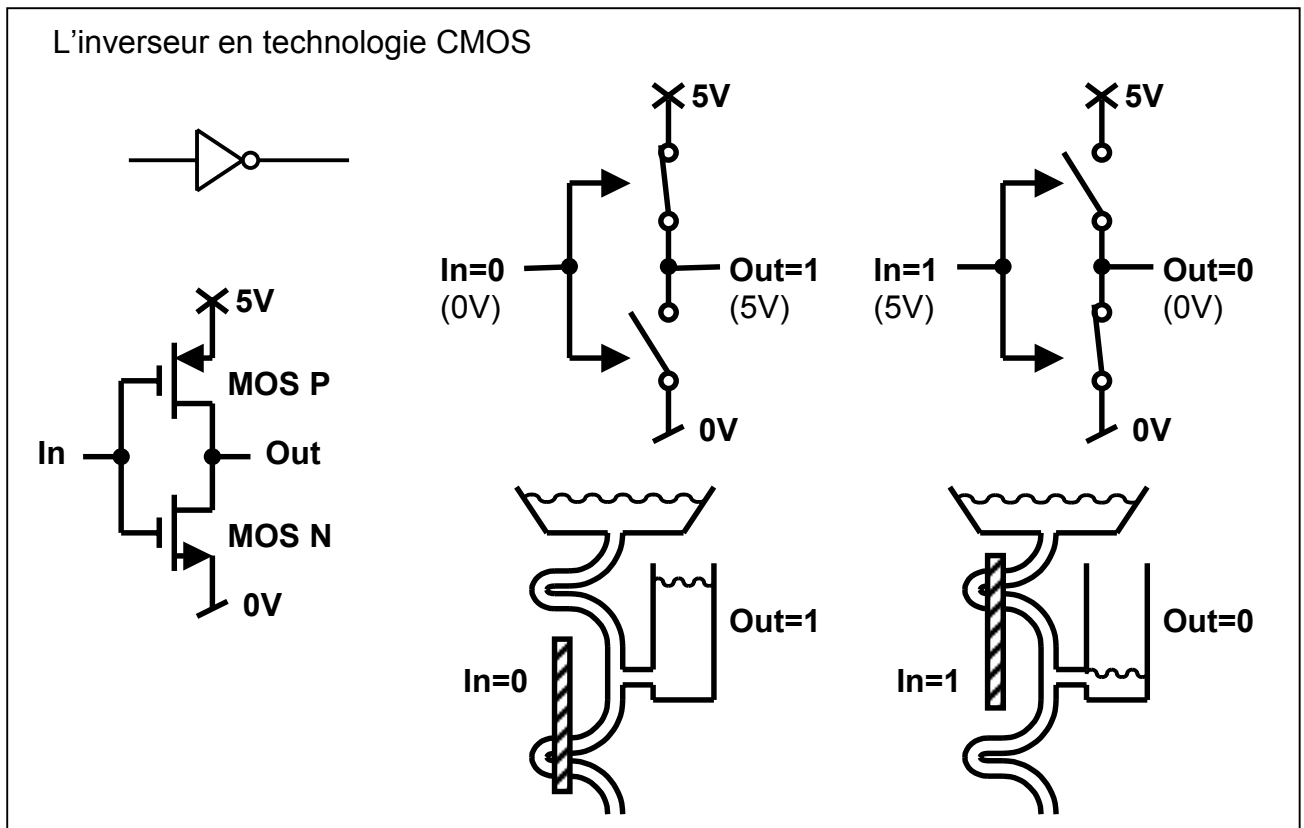 L'inverseur en technologie CMOS
5V
MOS P
In
Out
MOS N
0V
5V
In=0
(0V)
Out=1
(5V)
0V
5V
In=1
(5V)
Out=0
(0V)
0V
Out=1
In=0
Out=0
In=1